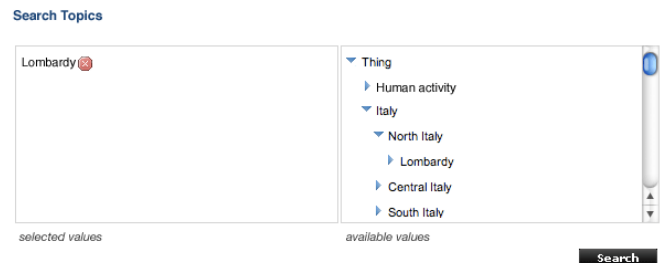 Search Topics
Lombardy
Thing
Human activity
Italy
North Italy
Lombardy
Central Italy
South Italy
selected values
available values
Search